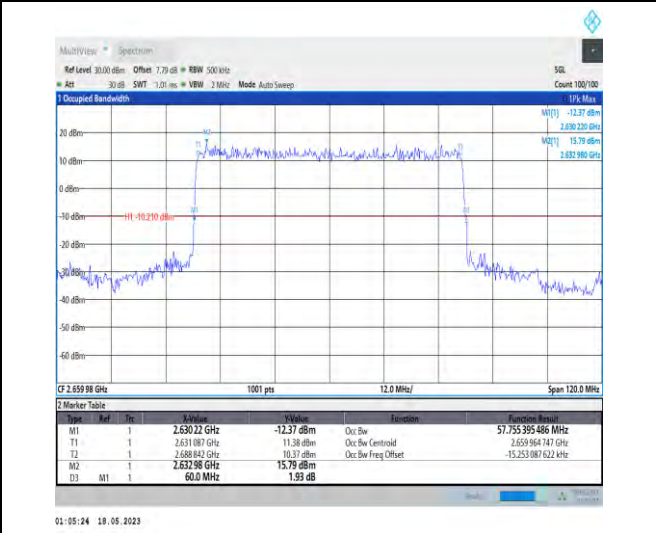 MultiView Spectrum
Ref Level 30.00 dBm Offset 7.79 dB RBW 500 kHz SGL
Att 30 dB SWT 1.01 ms VBW 2 MHz Mode Auto Sweep Count 100/100
1 Occupied Bandwidth 1Pk Max
M1[1] -12.37 dBm
2.630 220 GHz
M2[1] 15.79 dBm
2.632 980 GHz
20 dBm
M2
T1
10 dBm
0 dBm
M1
-10 dBm H1 -10.210 dBm
-20 dBm
-30 dBm
-40 dBm
-50 dBm
-60 dBm
CF 2.659 98 GHz 1001 pts 12.0 MHz/ Span 120.0 MHz
2 Marker Table
Type Ref Trc X-Value Y-Value Function Function Result
M1 1 2.630 22 GHz -12.37 dBm Occ Bw 57.755 395 486 MHz
T1 1 2.631 087 GHz 11.38 dBm Occ Bw Centroid 2.659 964 747 GHz
T2 1 2.688 842 GHz 10.37 dBm Occ Bw Freq Offset -15.253 087 622 kHz
M2 1 2.632 98 GHz 15.79 dBm
D3 M1 1 60.0 MHz 1.93 dB
01:05:24 18.05.2023